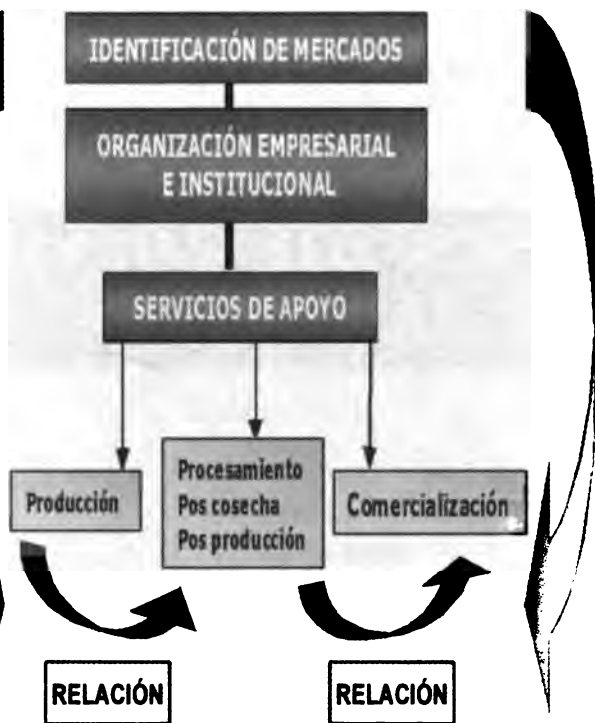 IDENTIFICACIÓN DE MERCADOS
ORGANIZACIÓN EMPRESARIAL
E INSTITUCIONAL
SERVICIOS DE APOYO
Producción
Procesamiento
Pos cosecha
Pos producción
Comercialización
RELACIÓN
RELACIÓN